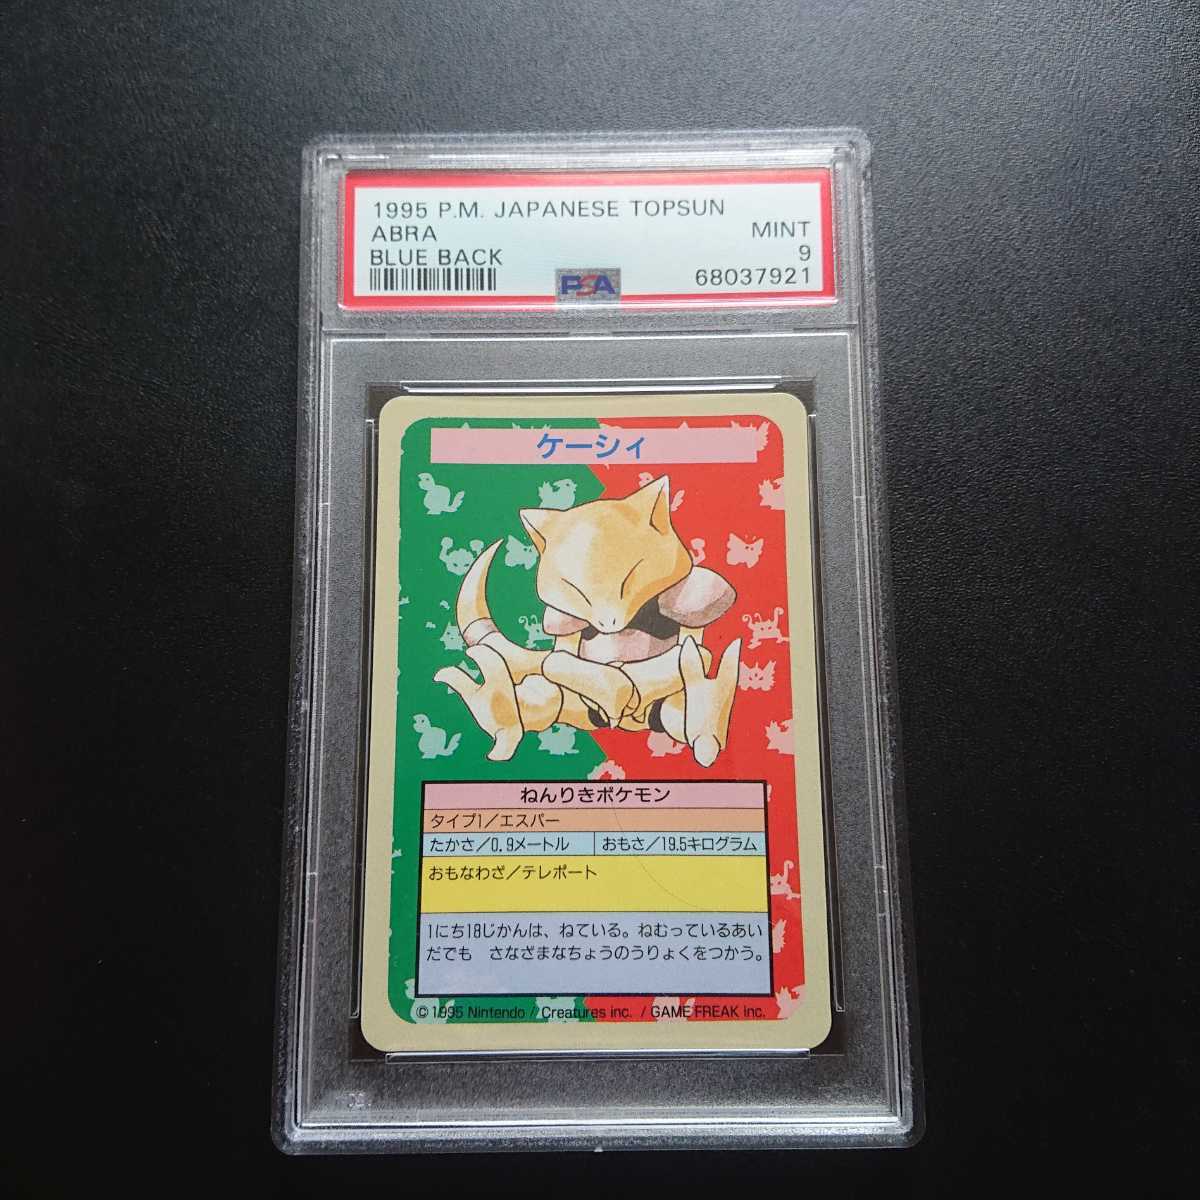 1995 P.M. JAPANESE TOPSUN
ABRA
MINT
BLUE BACK
9
PSA
68037921
ケーシィ
ねんりきポケモン
タイプ1／エスパー
たかさ／0.9メートル
おもさ／19.5キログラム
おもなわざ／テレポート
1にち18じかんは、ねている。ねむっているあい
だでも さなざまなちょうのうりょくをつかう。
©1995 Nintendo / Creatures inc. / GAME FREAK inc.